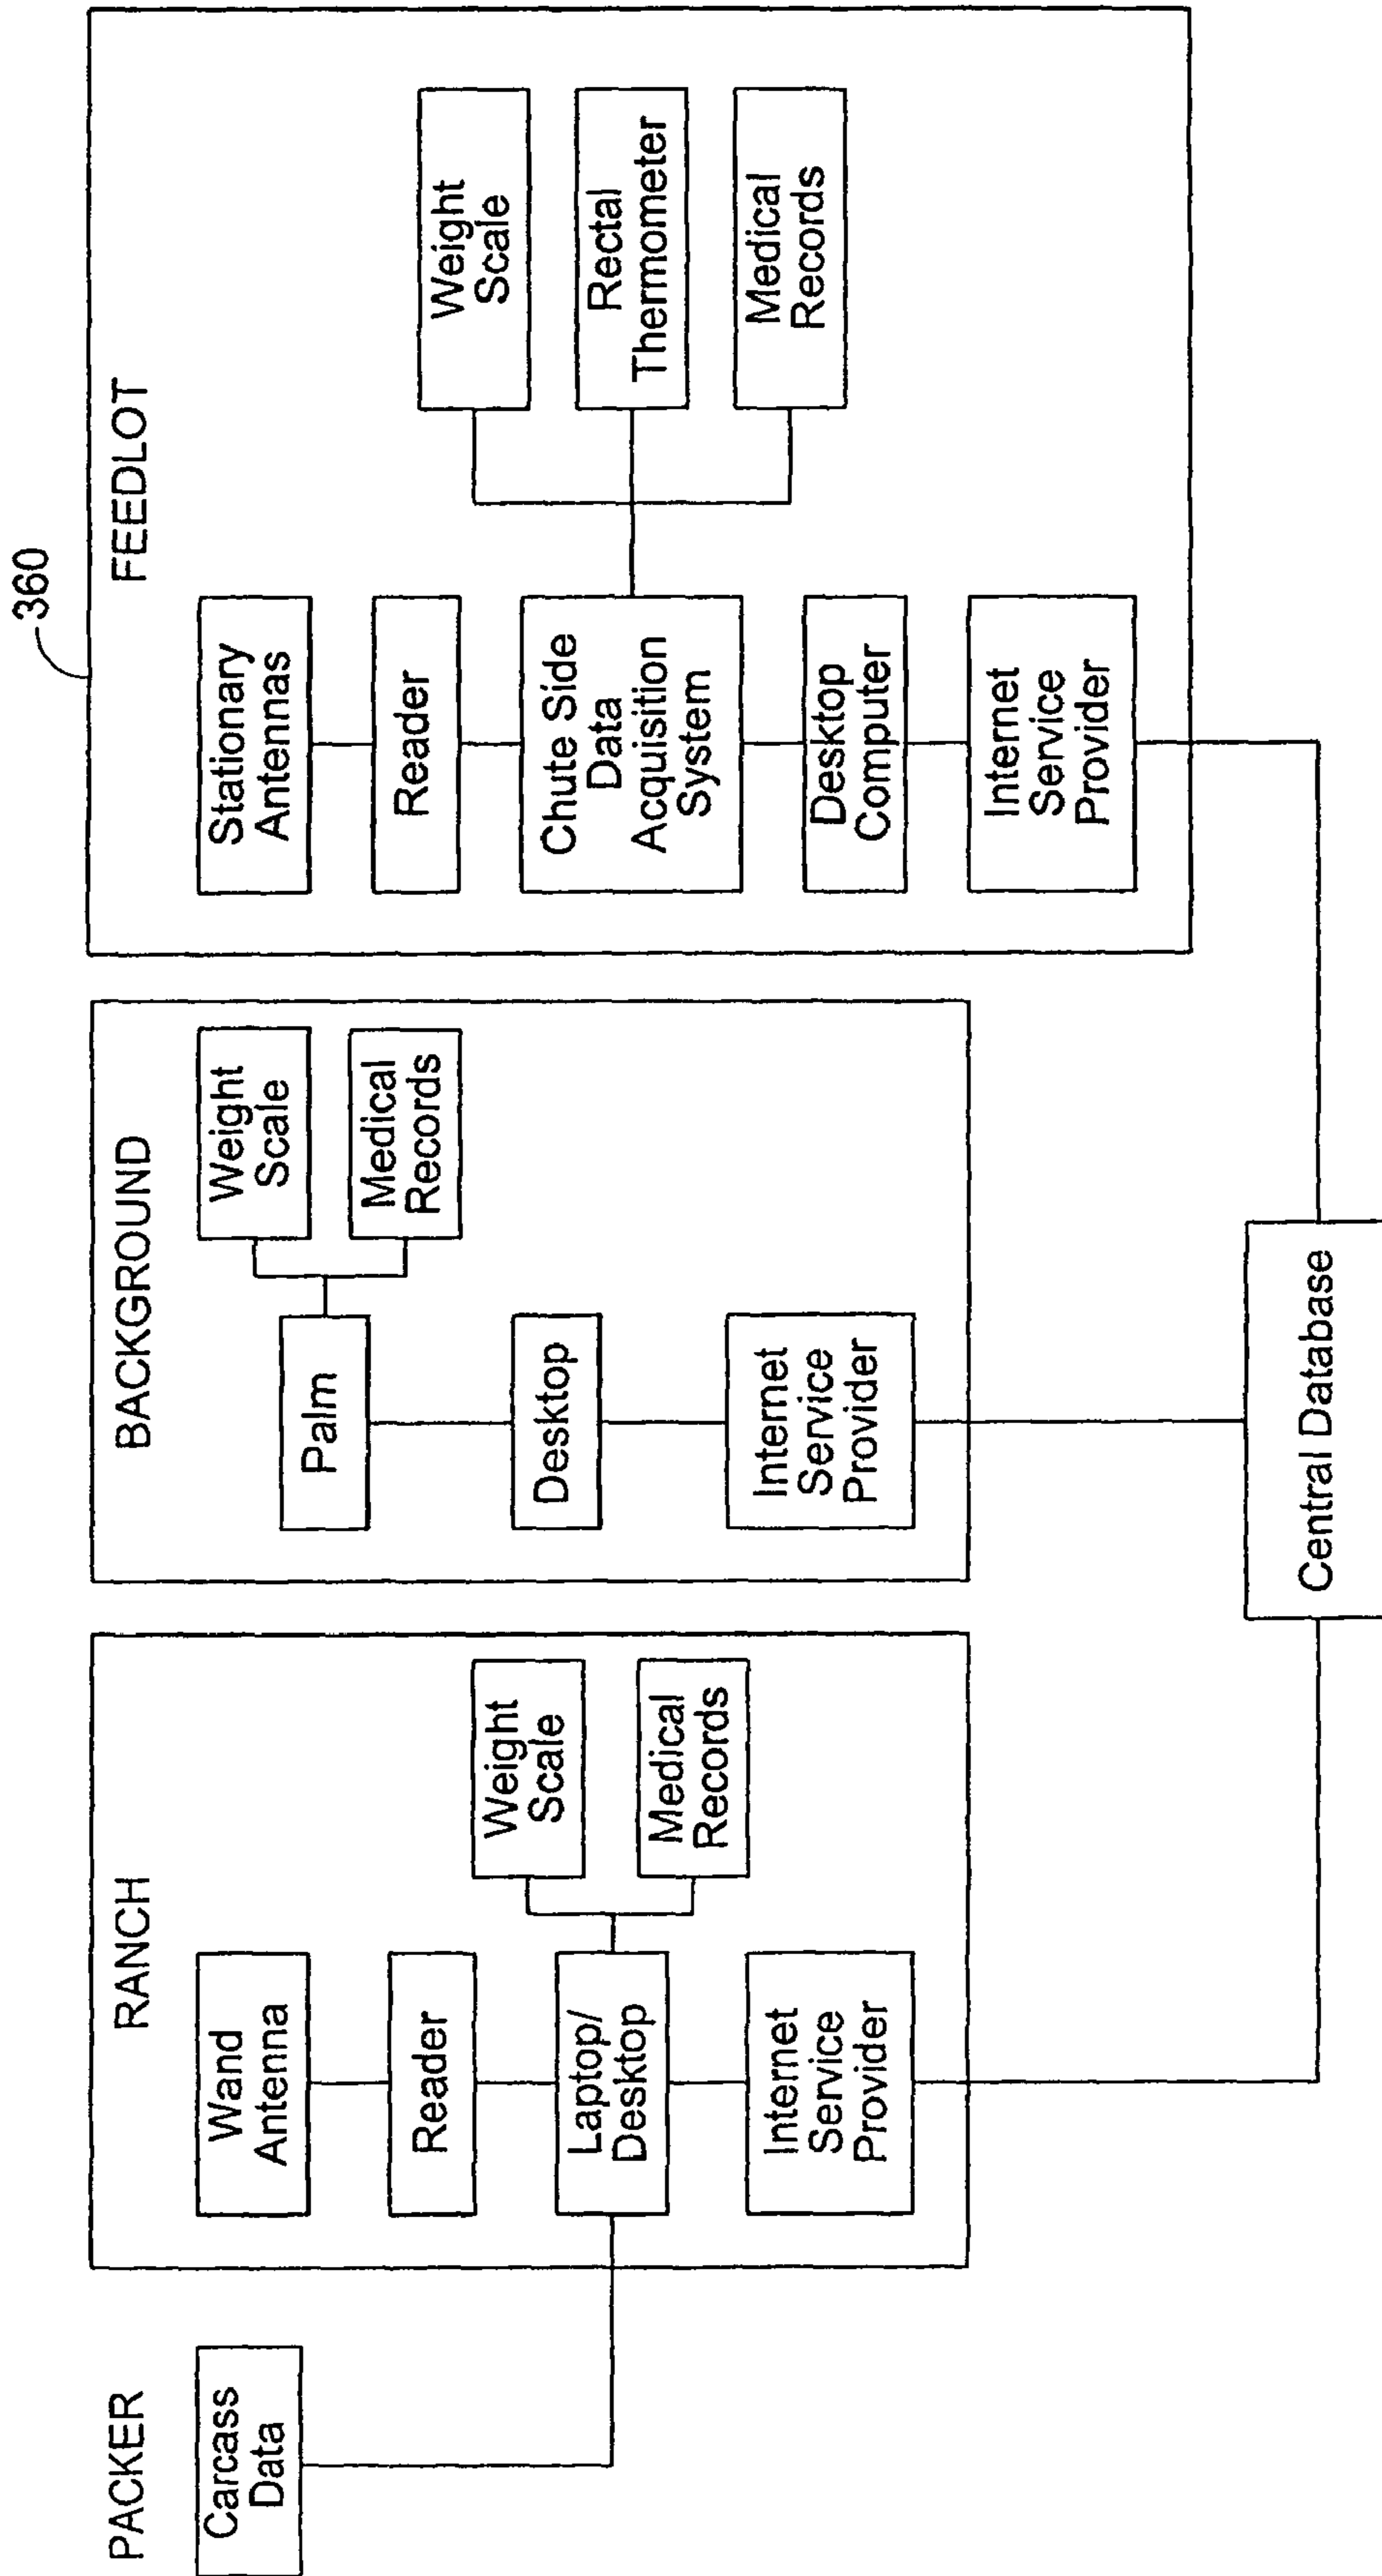 PACKER
Carcass
Data
RANCH
Wand
Antenna
Reader
Laptop/
Desktop
Weight
Scale
Medical
Records
Internet
Service
Provider
BACKGROUND
Palm
Weight
Scale
Medical
Records
Desktop
Internet
Service
Provider
360
FEEDLOT
Stationary
Antennas
Reader
Chute Side
Data
Acquisition
System
Weight
Scale
Rectal
Thermometer
Medical
Records
Desktop
Computer
Internet
Service
Provider
Central Database